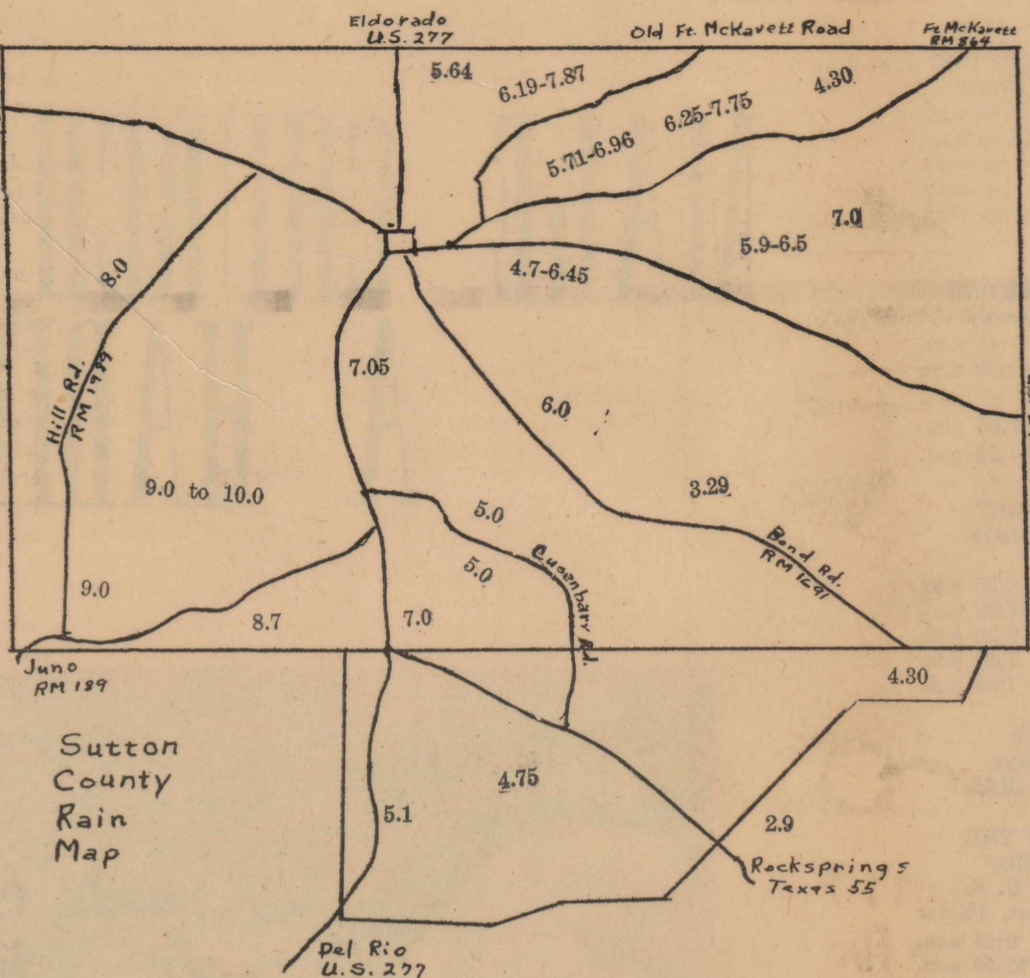 Eldorado
U.S. 277
Old Ft. McKavett Road
Ft McKavett
RM 864
5.64
6.19-7.87
4.30
6.25-7.75
5.71-6.96
7.0
5.9-6.5
4.7-6.45
8.0
Hill Rd.
RM 1989
7.05
6.0
9.0 to 10.0
3.29
5.0
5.0
Cusenbary Rd.
Bond Rd.
RM 1691
9.0
8.7
7.0
Juno
RM 189
4.30
Sutton
County
Rain
Map
4.75
5.1
2.9
Rocksprings
Texas 55
Del Rio
U.S. 277